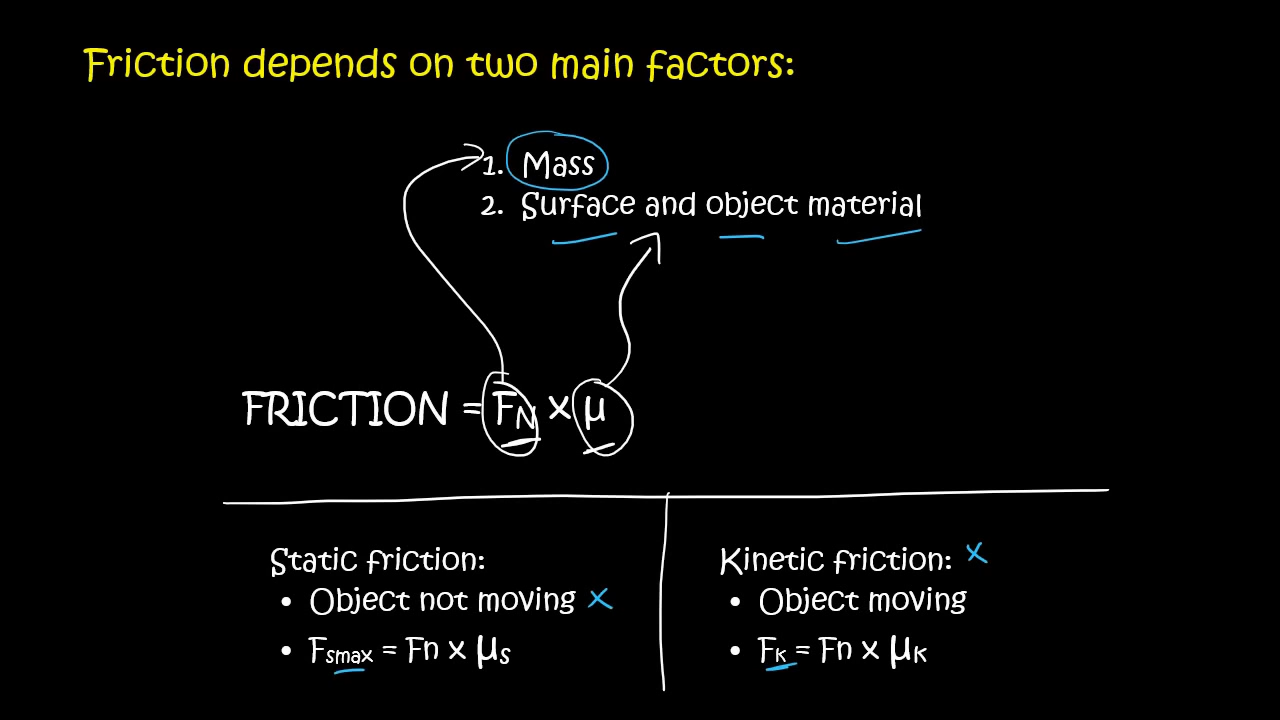 Friction depends on two main factors:
1. Mass
2. Surface and object material
FRICTION = FN x μ
Static friction:
• Object not moving x
• Fsmax = Fn x μs
Kinetic friction: x
• Object moving
• Fk = Fn x μk